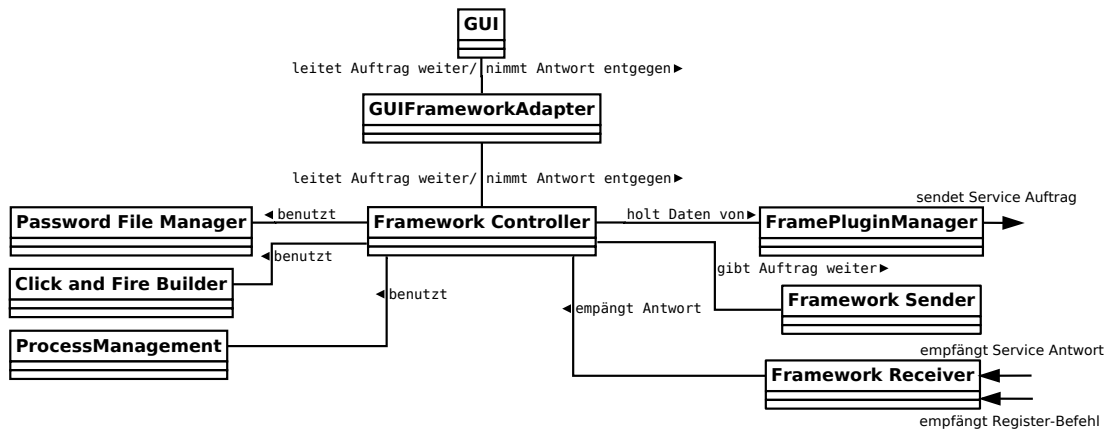 GUI
leitet Auftrag weiter/ nimmt Antwort entgegen►
GUIFrameworkAdapter
leitet Auftrag weiter/ nimmt Antwort entgegen►
sendet Service Auftrag
Password File Manager
◄benutzt
Framework Controller
holt Daten von►
FramePluginManager
◄benutzt
gibt Auftrag weiter►
Click and Fire Builder
◄benutzt
◄empängt Antwort
Framework Sender
ProcessManagement
empfängt Service Antwort
Framework Receiver
empfängt Register-Befehl